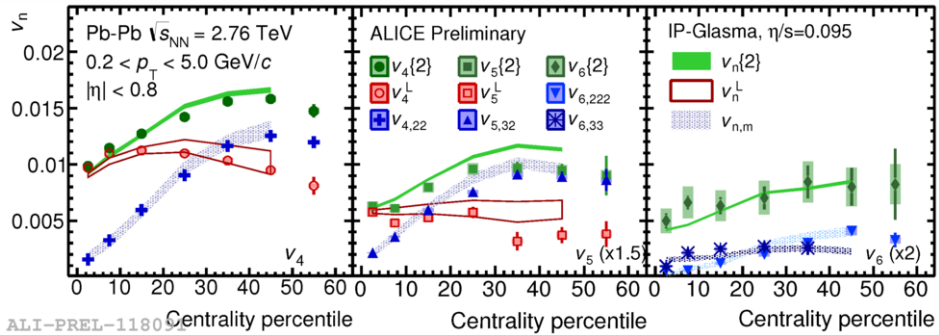 v_n
0.02
0.015
0.01
0.005
Pb-Pb √s_NN = 2.76 TeV
0.2 < p_T < 5.0 GeV/c
|η| < 0.8
v_4
0 10 20 30 40 50 60
Centrality percentile
ALICE Preliminary
v_4{2} v_5{2} v_6{2}
v_4^L v_5^L v_6,222
v_4,22 v_5,32 v_6,33
v_5 (x1.5)
0 10 20 30 40 50 60
Centrality percentile
IP-Glasma, η/s=0.095
v_n{2}
v_n^L
v_n,m
v_6 (x2)
0 10 20 30 40 50 60
Centrality percentile